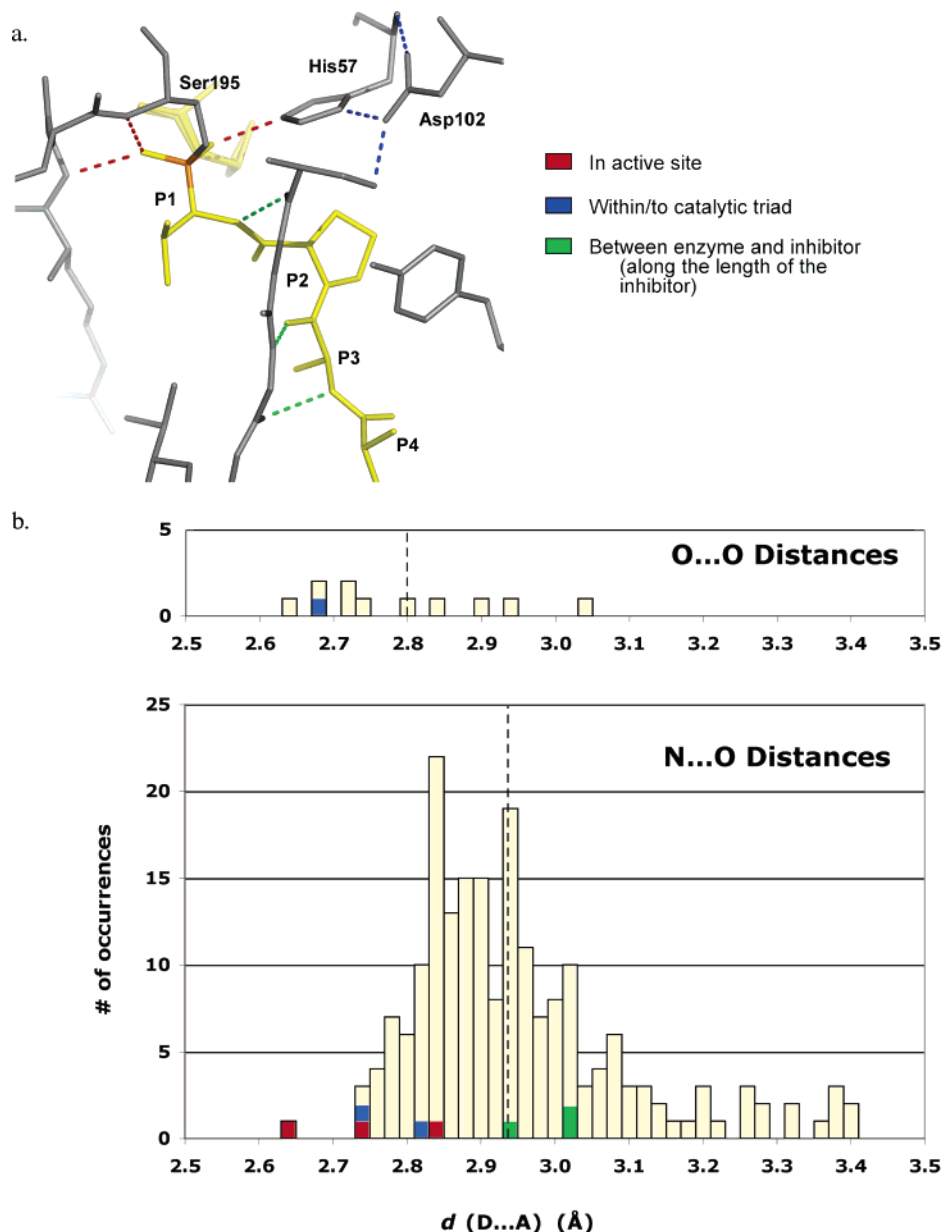 a.
His57
Ser195
Asp102
P1
P2
P3
P4
In active site
Within/to catalytic triad
Between enzyme and inhibitor
(along the length of the
inhibitor)
b.
5
0
O...O Distances
2.5 2.6 2.7 2.8 2.9 3.0 3.1 3.2 3.3 3.4 3.5
25
20
15
10
5
0
# of occurrences
N...O Distances
2.5 2.6 2.7 2.8 2.9 3.0 3.1 3.2 3.3 3.4 3.5
d (D...A) (Å)